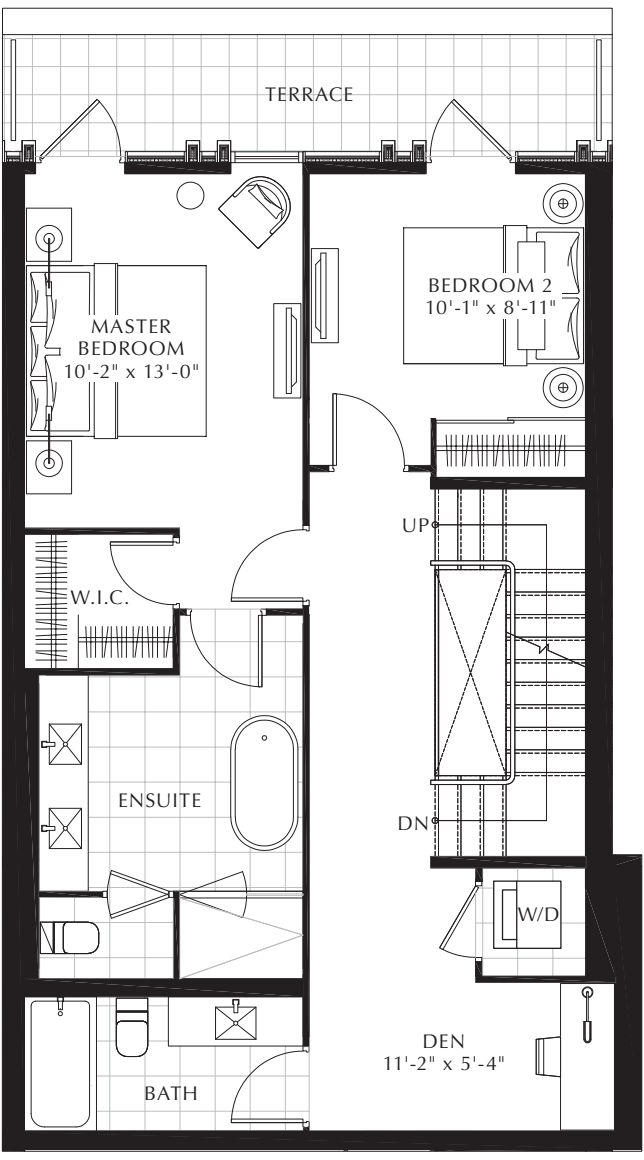 TERRACE
BEDROOM 2
10'-1" x 8'-11"
MASTER
BEDROOM
10'-2" x 13'-0"
UP
W.I.C.
ENSUITE
DN
W/D
DEN
11'-2" x 5'-4"
BATH